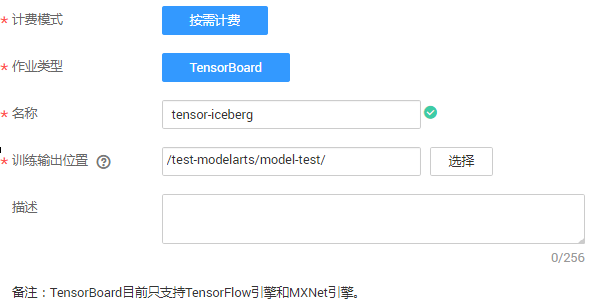 * 计费模式 按需计费
* 作业类型 TensorBoard
* 名称 tensor-iceberg
* 训练输出位置 ? /test-modelarts/model-test/ 选择
描述
0/256
备注：TensorBoard目前只支持TensorFlow引擎和MXNet引擎。